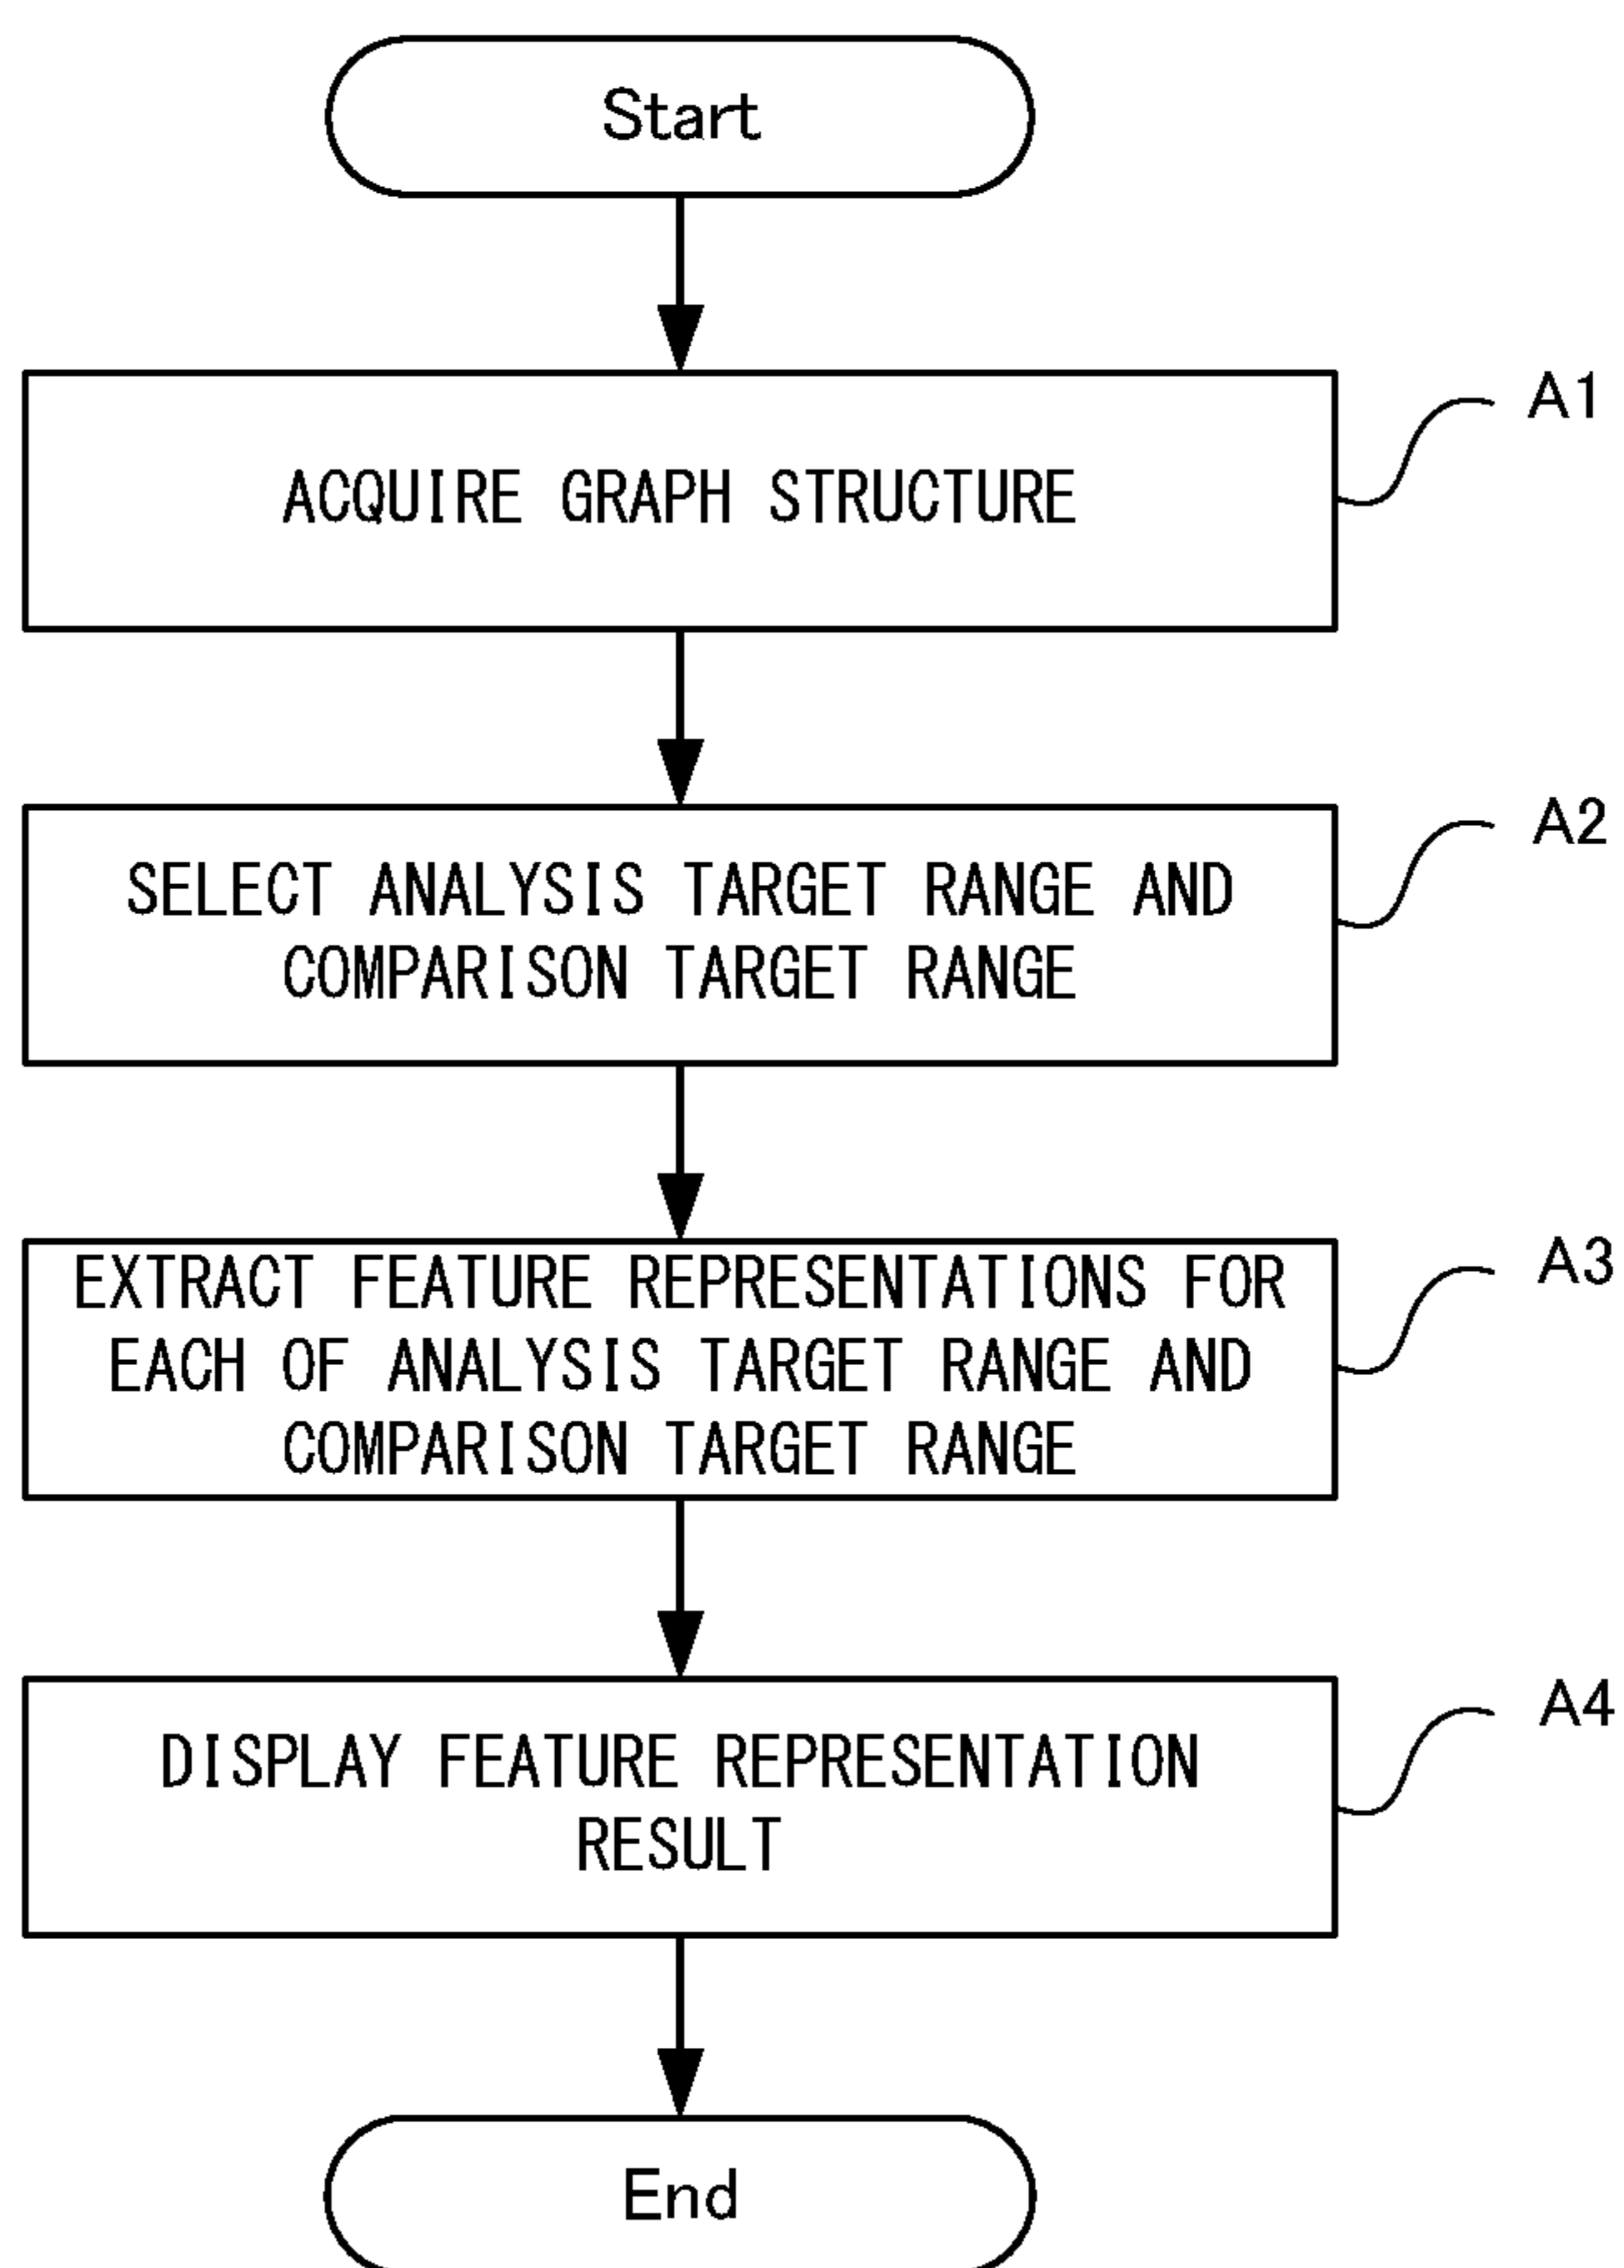 Start
A1
ACQUIRE GRAPH STRUCTURE
A2
SELECT ANALYSIS TARGET RANGE AND
COMPARISON TARGET RANGE
A3
EXTRACT FEATURE REPRESENTATIONS FOR
EACH OF ANALYSIS TARGET RANGE AND
COMPARISON TARGET RANGE
A4
DISPLAY FEATURE REPRESENTATION
RESULT
End